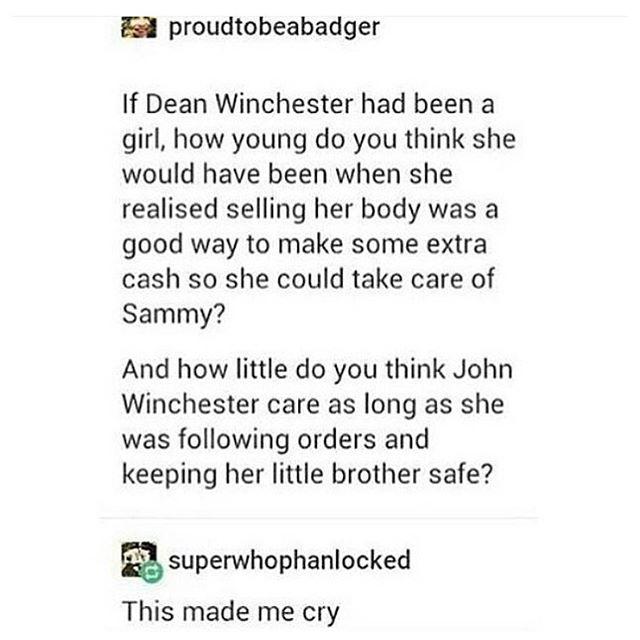 proudtobeabadger
If Dean Winchester had been a
girl, how young do you think she
would have been when she
realised selling her body was a
good way to make some extra
cash so she could take care of
Sammy?
And how little do you think John
Winchester care as long as she
was following orders and
keeping her little brother safe?
superwhophanlocked
This made me cry